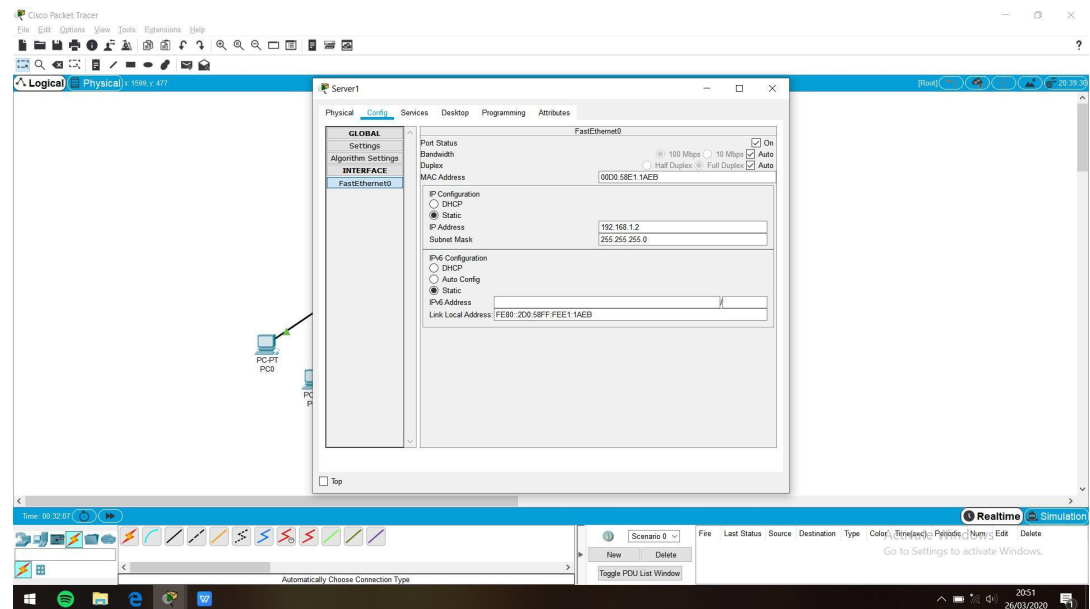 Cisco Packet Tracer
File Edit Options View Tools Extensions Help
?
Logical Physical x: 1599, y: 477 [Root] 20:39:30
Server1
Physical Config Services Desktop Programming Attributes
GLOBAL
Settings
Algorithm Settings
INTERFACE
FastEthernet0
FastEthernet0
Port Status On
Bandwidth 100 Mbps 10 Mbps Auto
Duplex Half Duplex Full Duplex Auto
MAC Address 00D0.58E1.1AEB
IP Configuration
DHCP
Static
IP Address 192.168.1.2
Subnet Mask 255.255.255.0
IPv6 Configuration
DHCP
Auto Config
Static
IPv6 Address /
Link Local Address: FE80::2D0:58FF:FEE1:1AEB
Top
PC-PT
PC0
PC
P
Time: 00:32:07
Realtime Simulation
Scenario 0
New Delete
Toggle PDU List Window
Fire Last Status Source Destination Type Color Time(sec) Periodic Num Edit Delete
Activate Windows
Go to Settings to activate Windows.
Automatically Choose Connection Type
20:51
26/03/2020